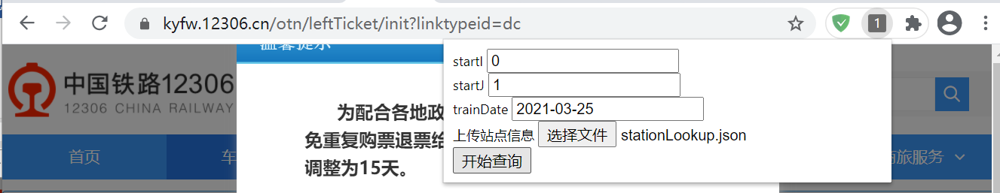 kyfw.12306.cn/otn/leftTicket/init?linktypeid=dc
1
温馨提示
startI 0
startJ 1
trainDate 2021-03-25
上传站点信息 选择文件 stationLookup.json
开始查询
中国铁路12306
12306 CHINA RAILWAY
为配合各地政
免重复购票退票给
调整为15天。
首页
车
商旅服务